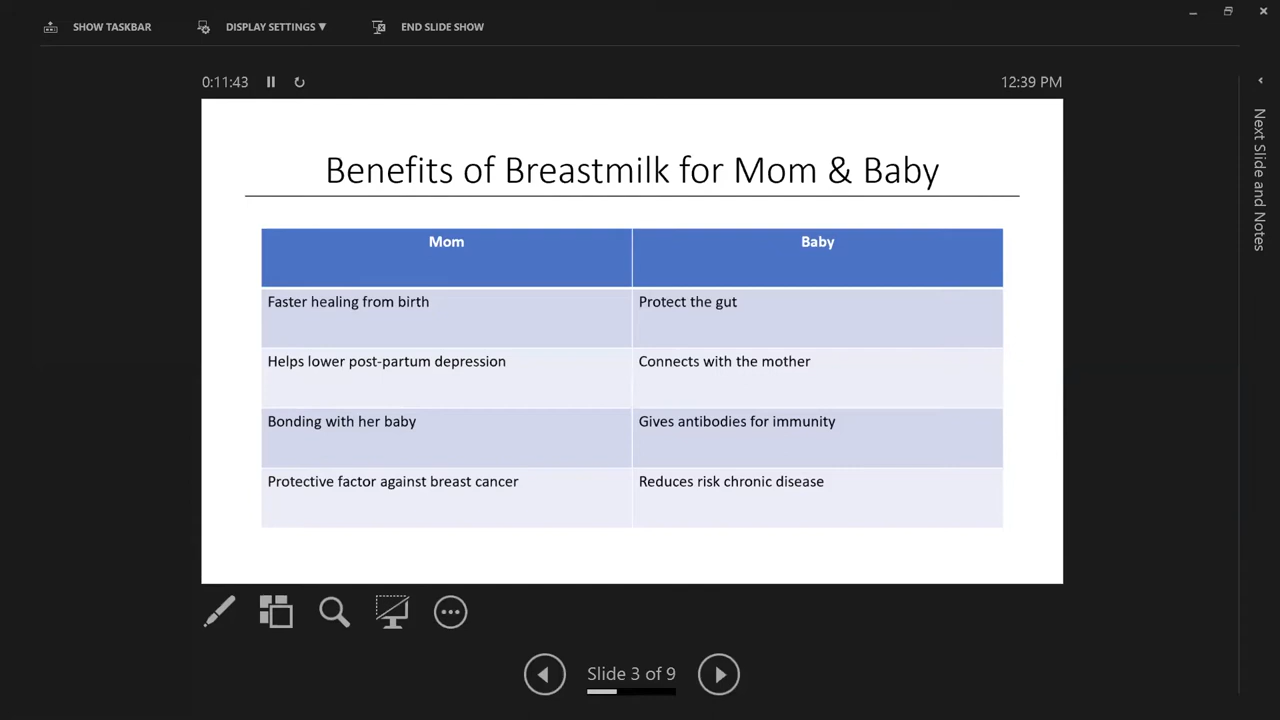 SHOW TASKBAR
DISPLAY SETTINGS ▼
END SLIDE SHOW
0:11:43
12:39 PM
Next Slide and Notes
Benefits of Breastmilk for Mom & Baby
Mom
Baby
Faster healing from birth
Protect the gut
Helps lower post-partum depression
Connects with the mother
Bonding with her baby
Gives antibodies for immunity
Protective factor against breast cancer
Reduces risk chronic disease
Slide 3 of 9